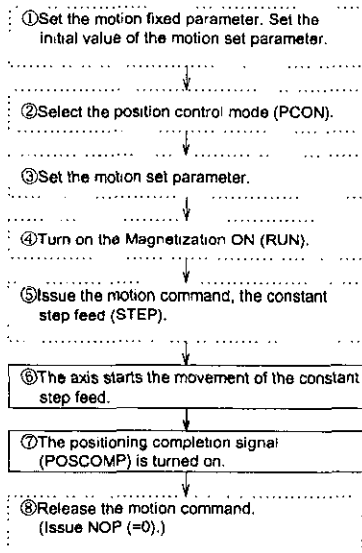 ①Set the motion fixed parameter. Set the
initial value of the motion set parameter.
②Select the position control mode (PCON).
③Set the motion set parameter.
④Turn on the Magnetization ON (RUN).
⑤Issue the motion command, the constant
step feed (STEP).
⑥The axis starts the movement of the constant
step feed.
⑦The positioning completion signal
(POSCOMP) is turned on.
⑧Release the motion command.
(Issue NOP (=0).)